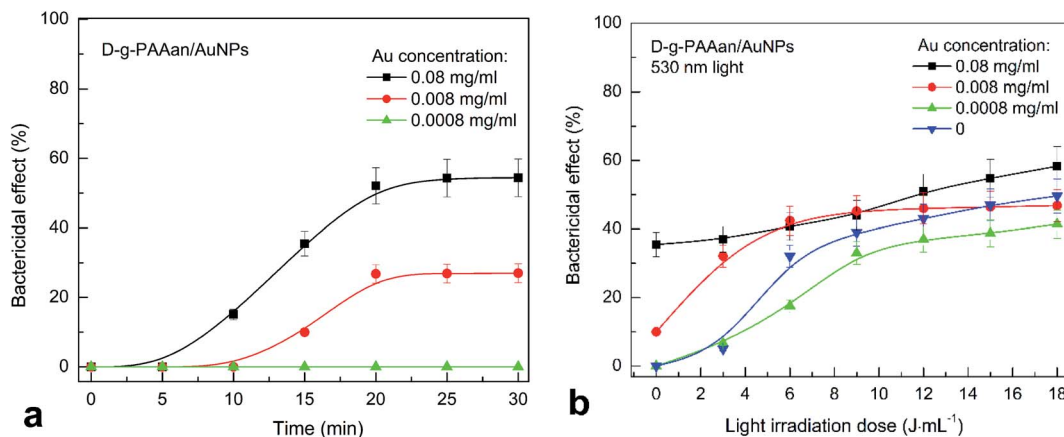 D-g-PAAan/AuNPs
Au concentration:
0.08 mg/ml
0.008 mg/ml
0.0008 mg/ml
Bactericidal effect (%)
100
80
60
40
20
0
0 5 10 15 20 25 30
Time (min)
a
D-g-PAAan/AuNPs
530 nm light
Au concentration:
0.08 mg/ml
0.008 mg/ml
0.0008 mg/ml
0
Bactericidal effect (%)
100
80
60
40
20
0
0 2 4 6 8 10 12 14 16 18
Light irradiation dose (J·mL⁻¹)
b